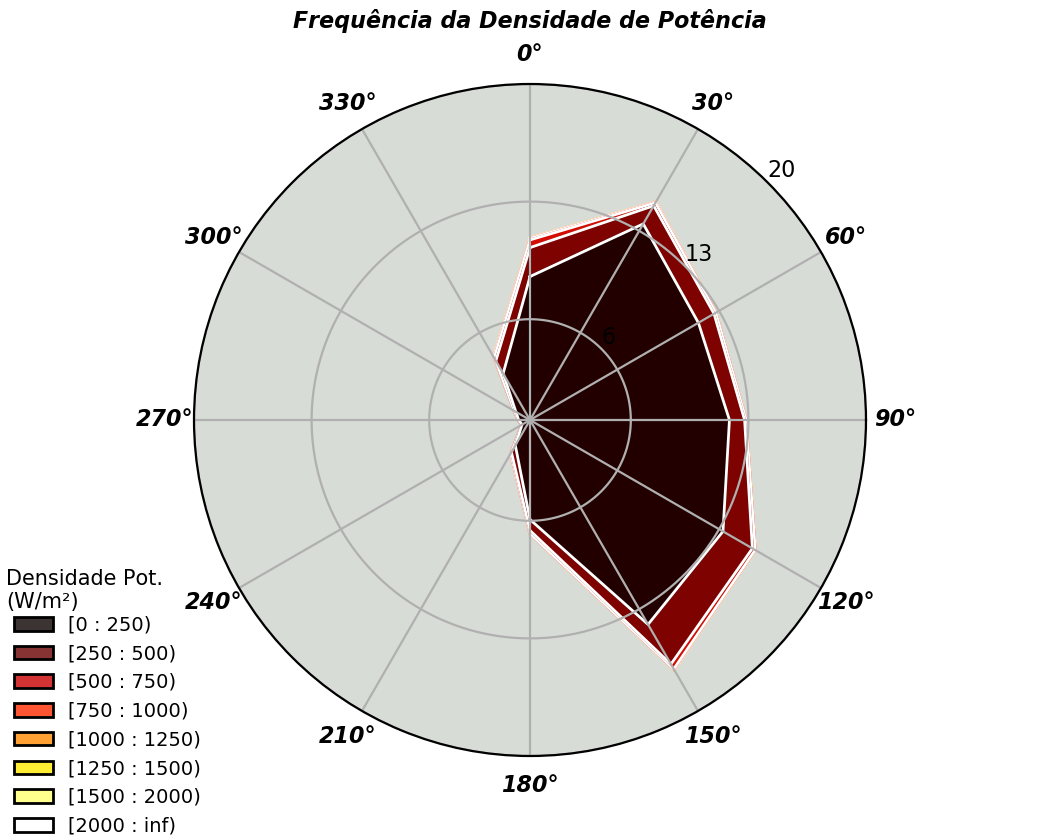 Frequência da Densidade de Potência
0°
330°
30°
20
300°
60°
13
6
270°
90°
240°
120°
210°
150°
180°
Densidade Pot.
(W/m²)
[0 : 250)
[250 : 500)
[500 : 750)
[750 : 1000)
[1000 : 1250)
[1250 : 1500)
[1500 : 2000)
[2000 : inf)